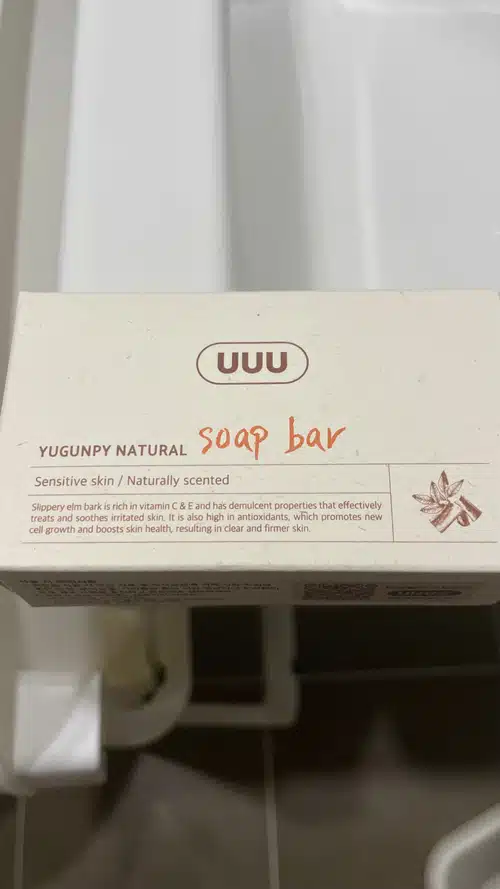 UUU
YUGUNPY NATURAL soap bar
Sensitive skin / Naturally scented
Slippery elm bark is rich in vitamin C & E and has demulcent properties that effectively
treats and soothes irritated skin. It is also high in antioxidants, which promotes new
cell growth and boosts skin health, resulting in clear and firmer skin.